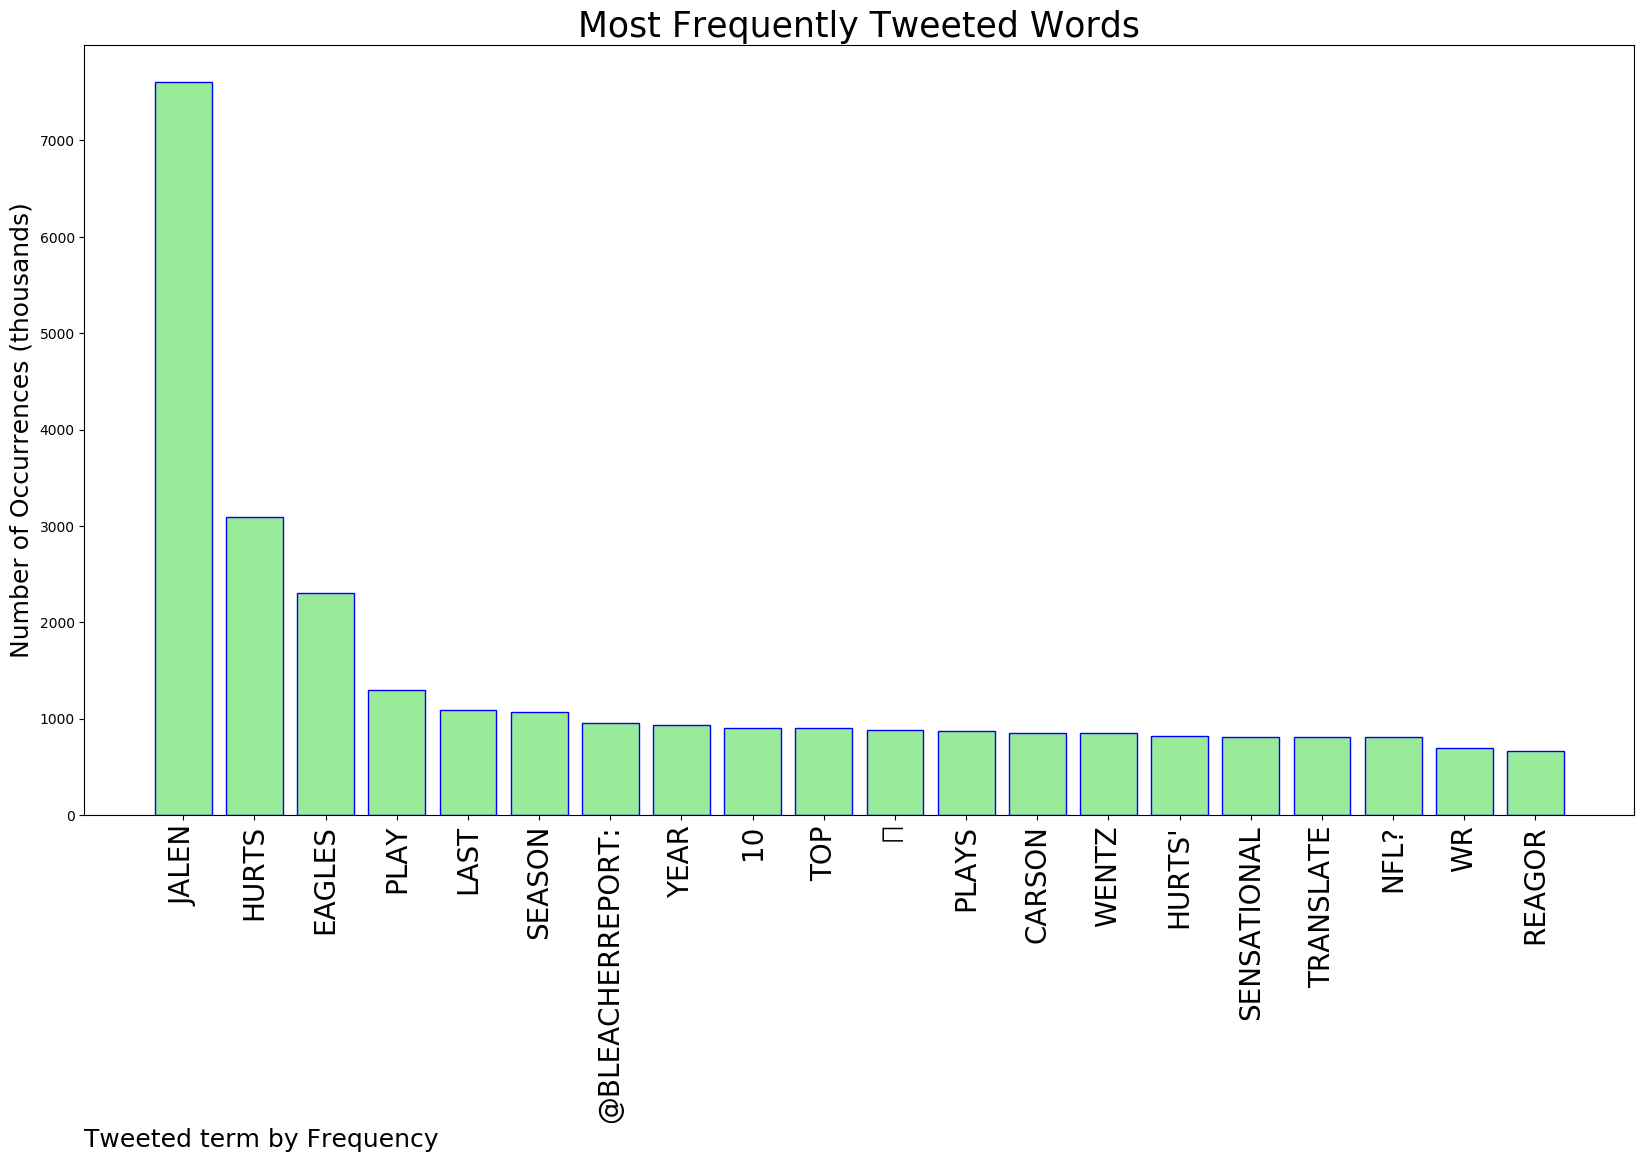 Most Frequently Tweeted Words
Number of Occurrences (thousands)
7000
6000
5000
4000
3000
2000
1000
0
JALEN
HURTS
EAGLES
PLAY
LAST
SEASON
@BLEACHERREPORT:
YEAR
10
TOP
PLAYS
CARSON
WENTZ
HURTS'
SENSATIONAL
TRANSLATE
NFL?
WR
REAGOR
Tweeted term by Frequency